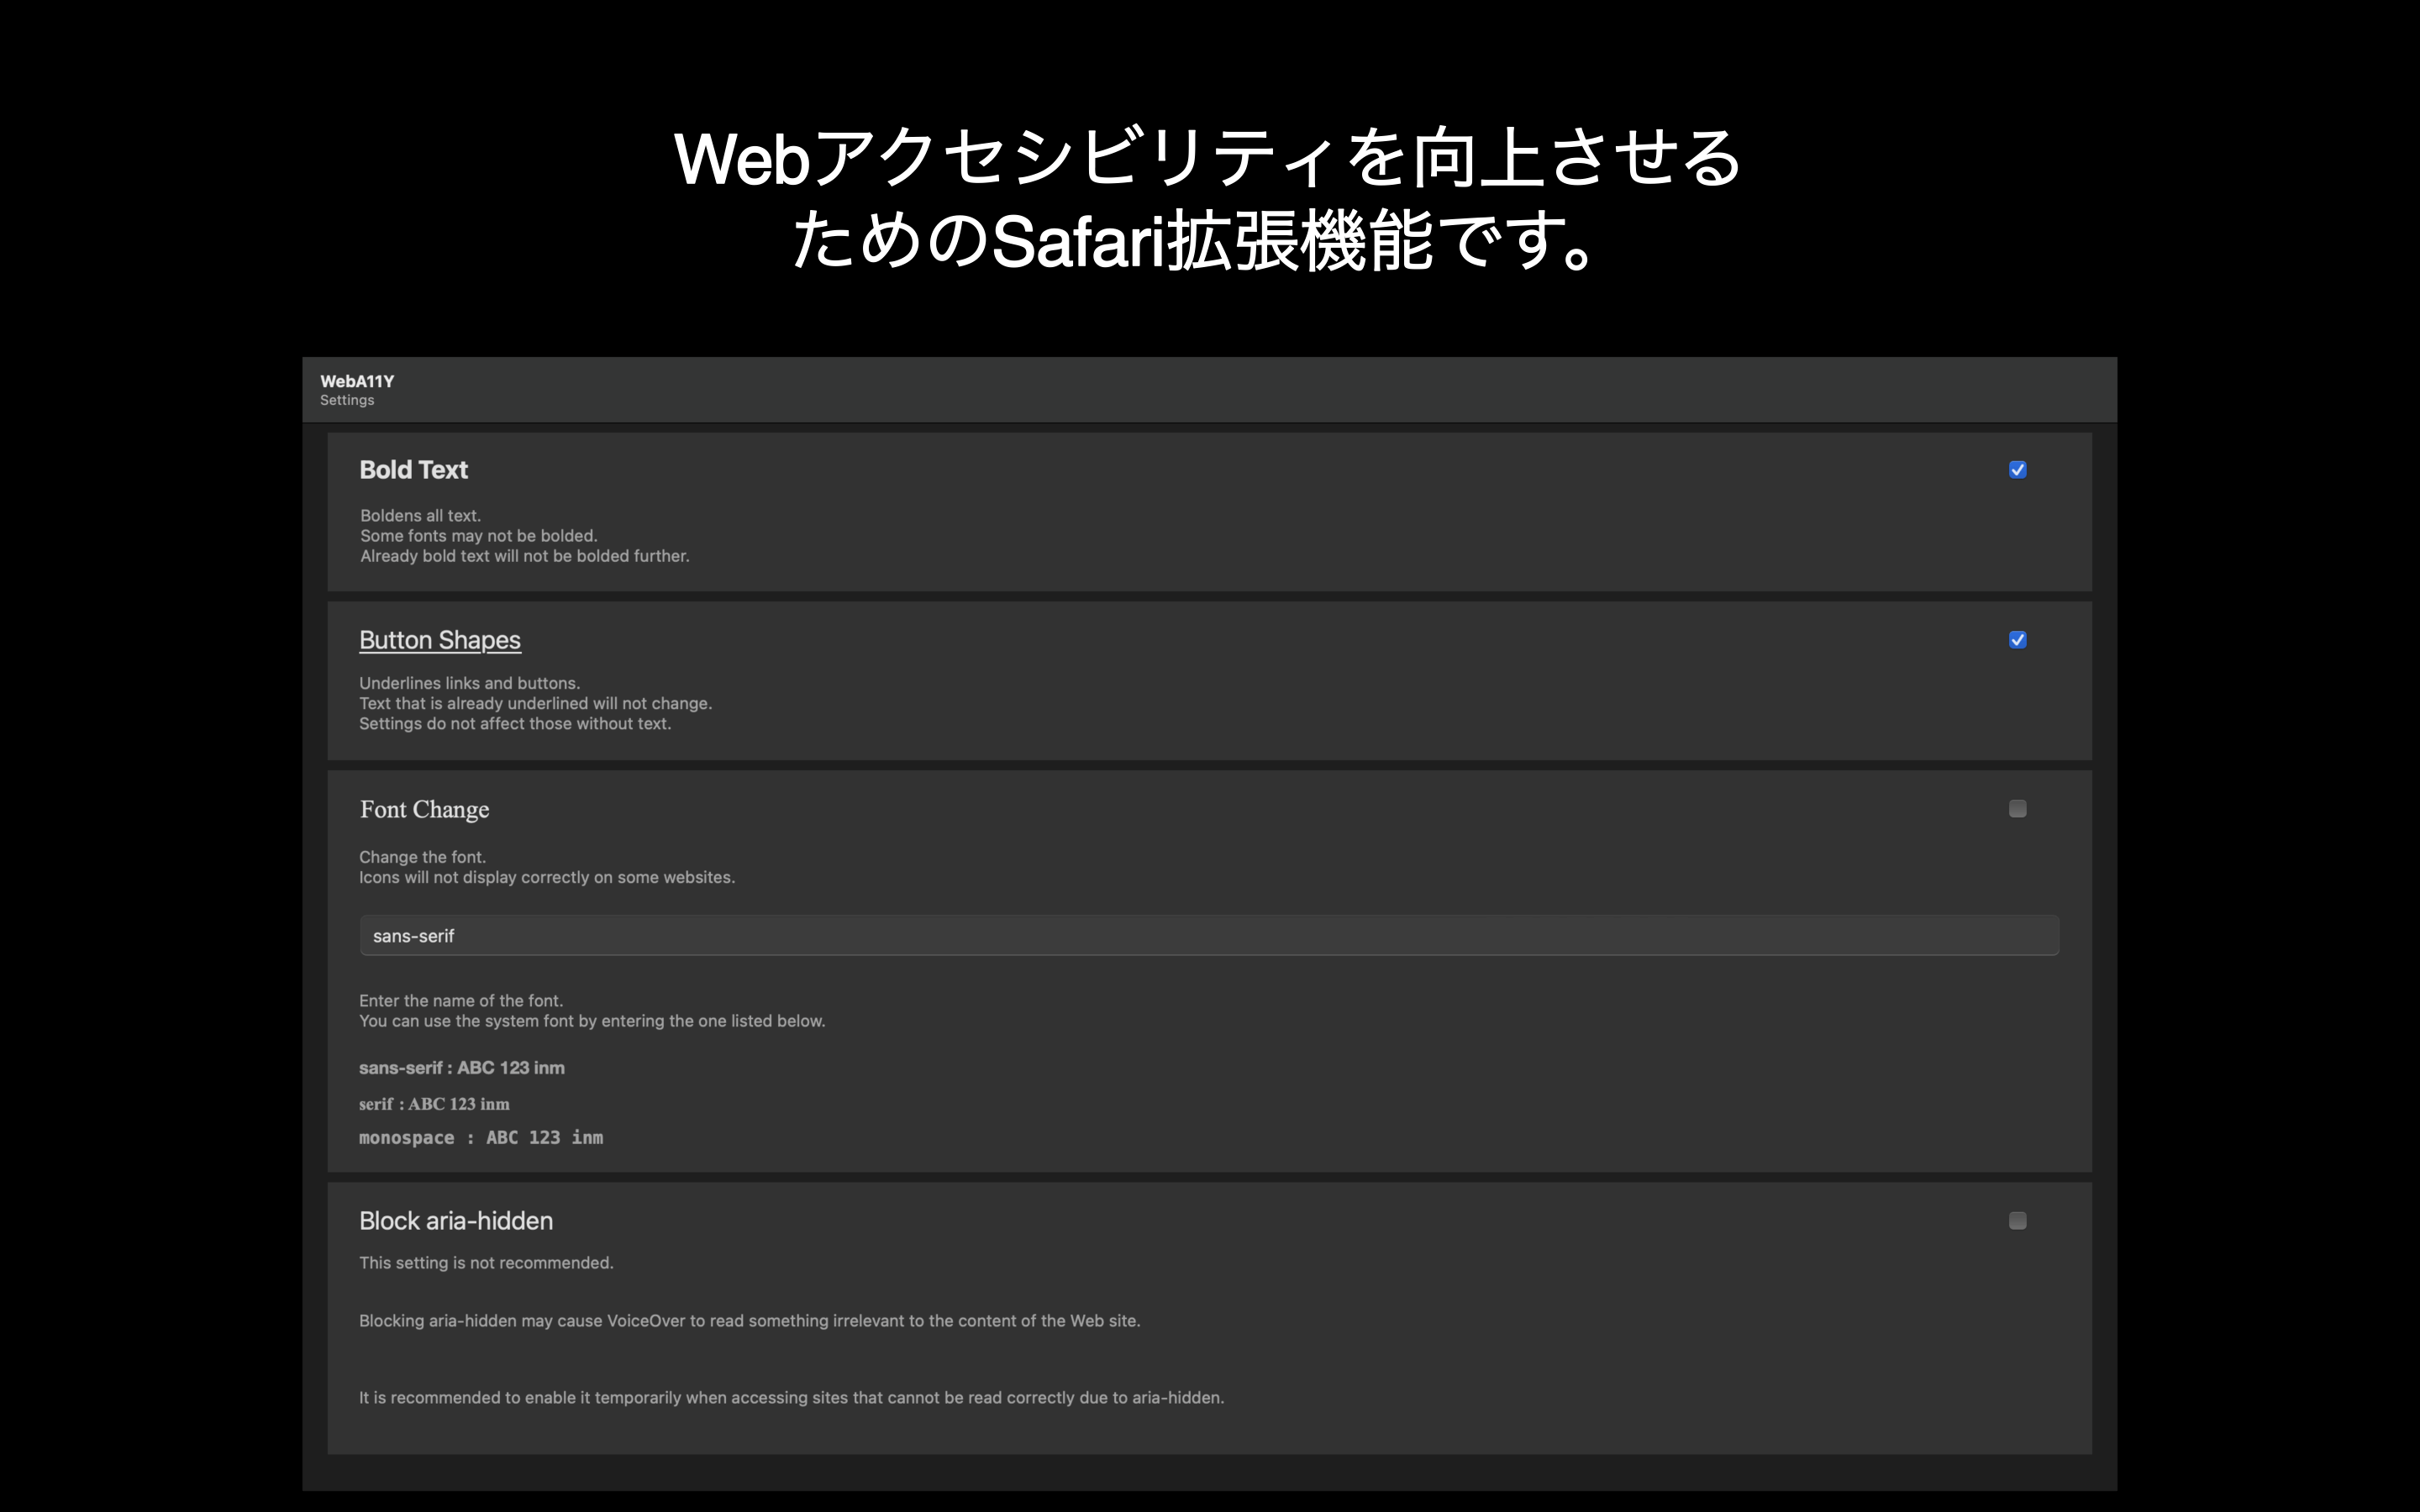 Webアクセシビリティを向上させる
ためのSafari拡張機能です。
WebA11Y
Settings
Bold Text
Boldens all text.
Some fonts may not be bolded.
Already bold text will not be bolded further.
Button Shapes
Underlines links and buttons.
Text that is already underlined will not change.
Settings do not affect those without text.
Font Change
Change the font.
Icons will not display correctly on some websites.
sans-serif
Enter the name of the font.
You can use the system font by entering the one listed below.
sans-serif : ABC 123 inm
serif : ABC 123 inm
monospace : ABC 123 inm
Block aria-hidden
This setting is not recommended.
Blocking aria-hidden may cause VoiceOver to read something irrelevant to the content of the Web site.
It is recommended to enable it temporarily when accessing sites that cannot be read correctly due to aria-hidden.